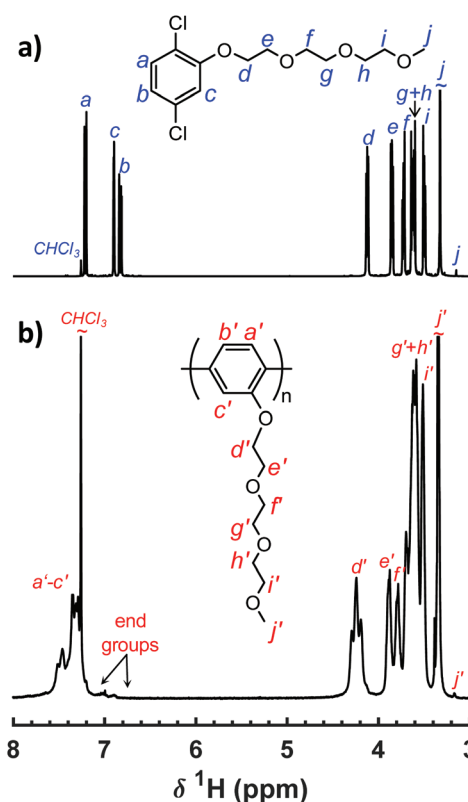 a)
Cl
a
b
c
Cl
O
d
e
O
f
g
O
h
i
O
j
a
c
b
CHCl3
d
e
f
g+h
i
j
~
j
b)
CHCl3
~
a'-c'
end
groups
b'
a'
c'
n
O
d'
e'
O
f'
g'
O
h'
i'
O
j'
d'
e'
f'
g'+h'
i'
j'
~
j'
8 7 6 5 4 3
δ ¹H (ppm)